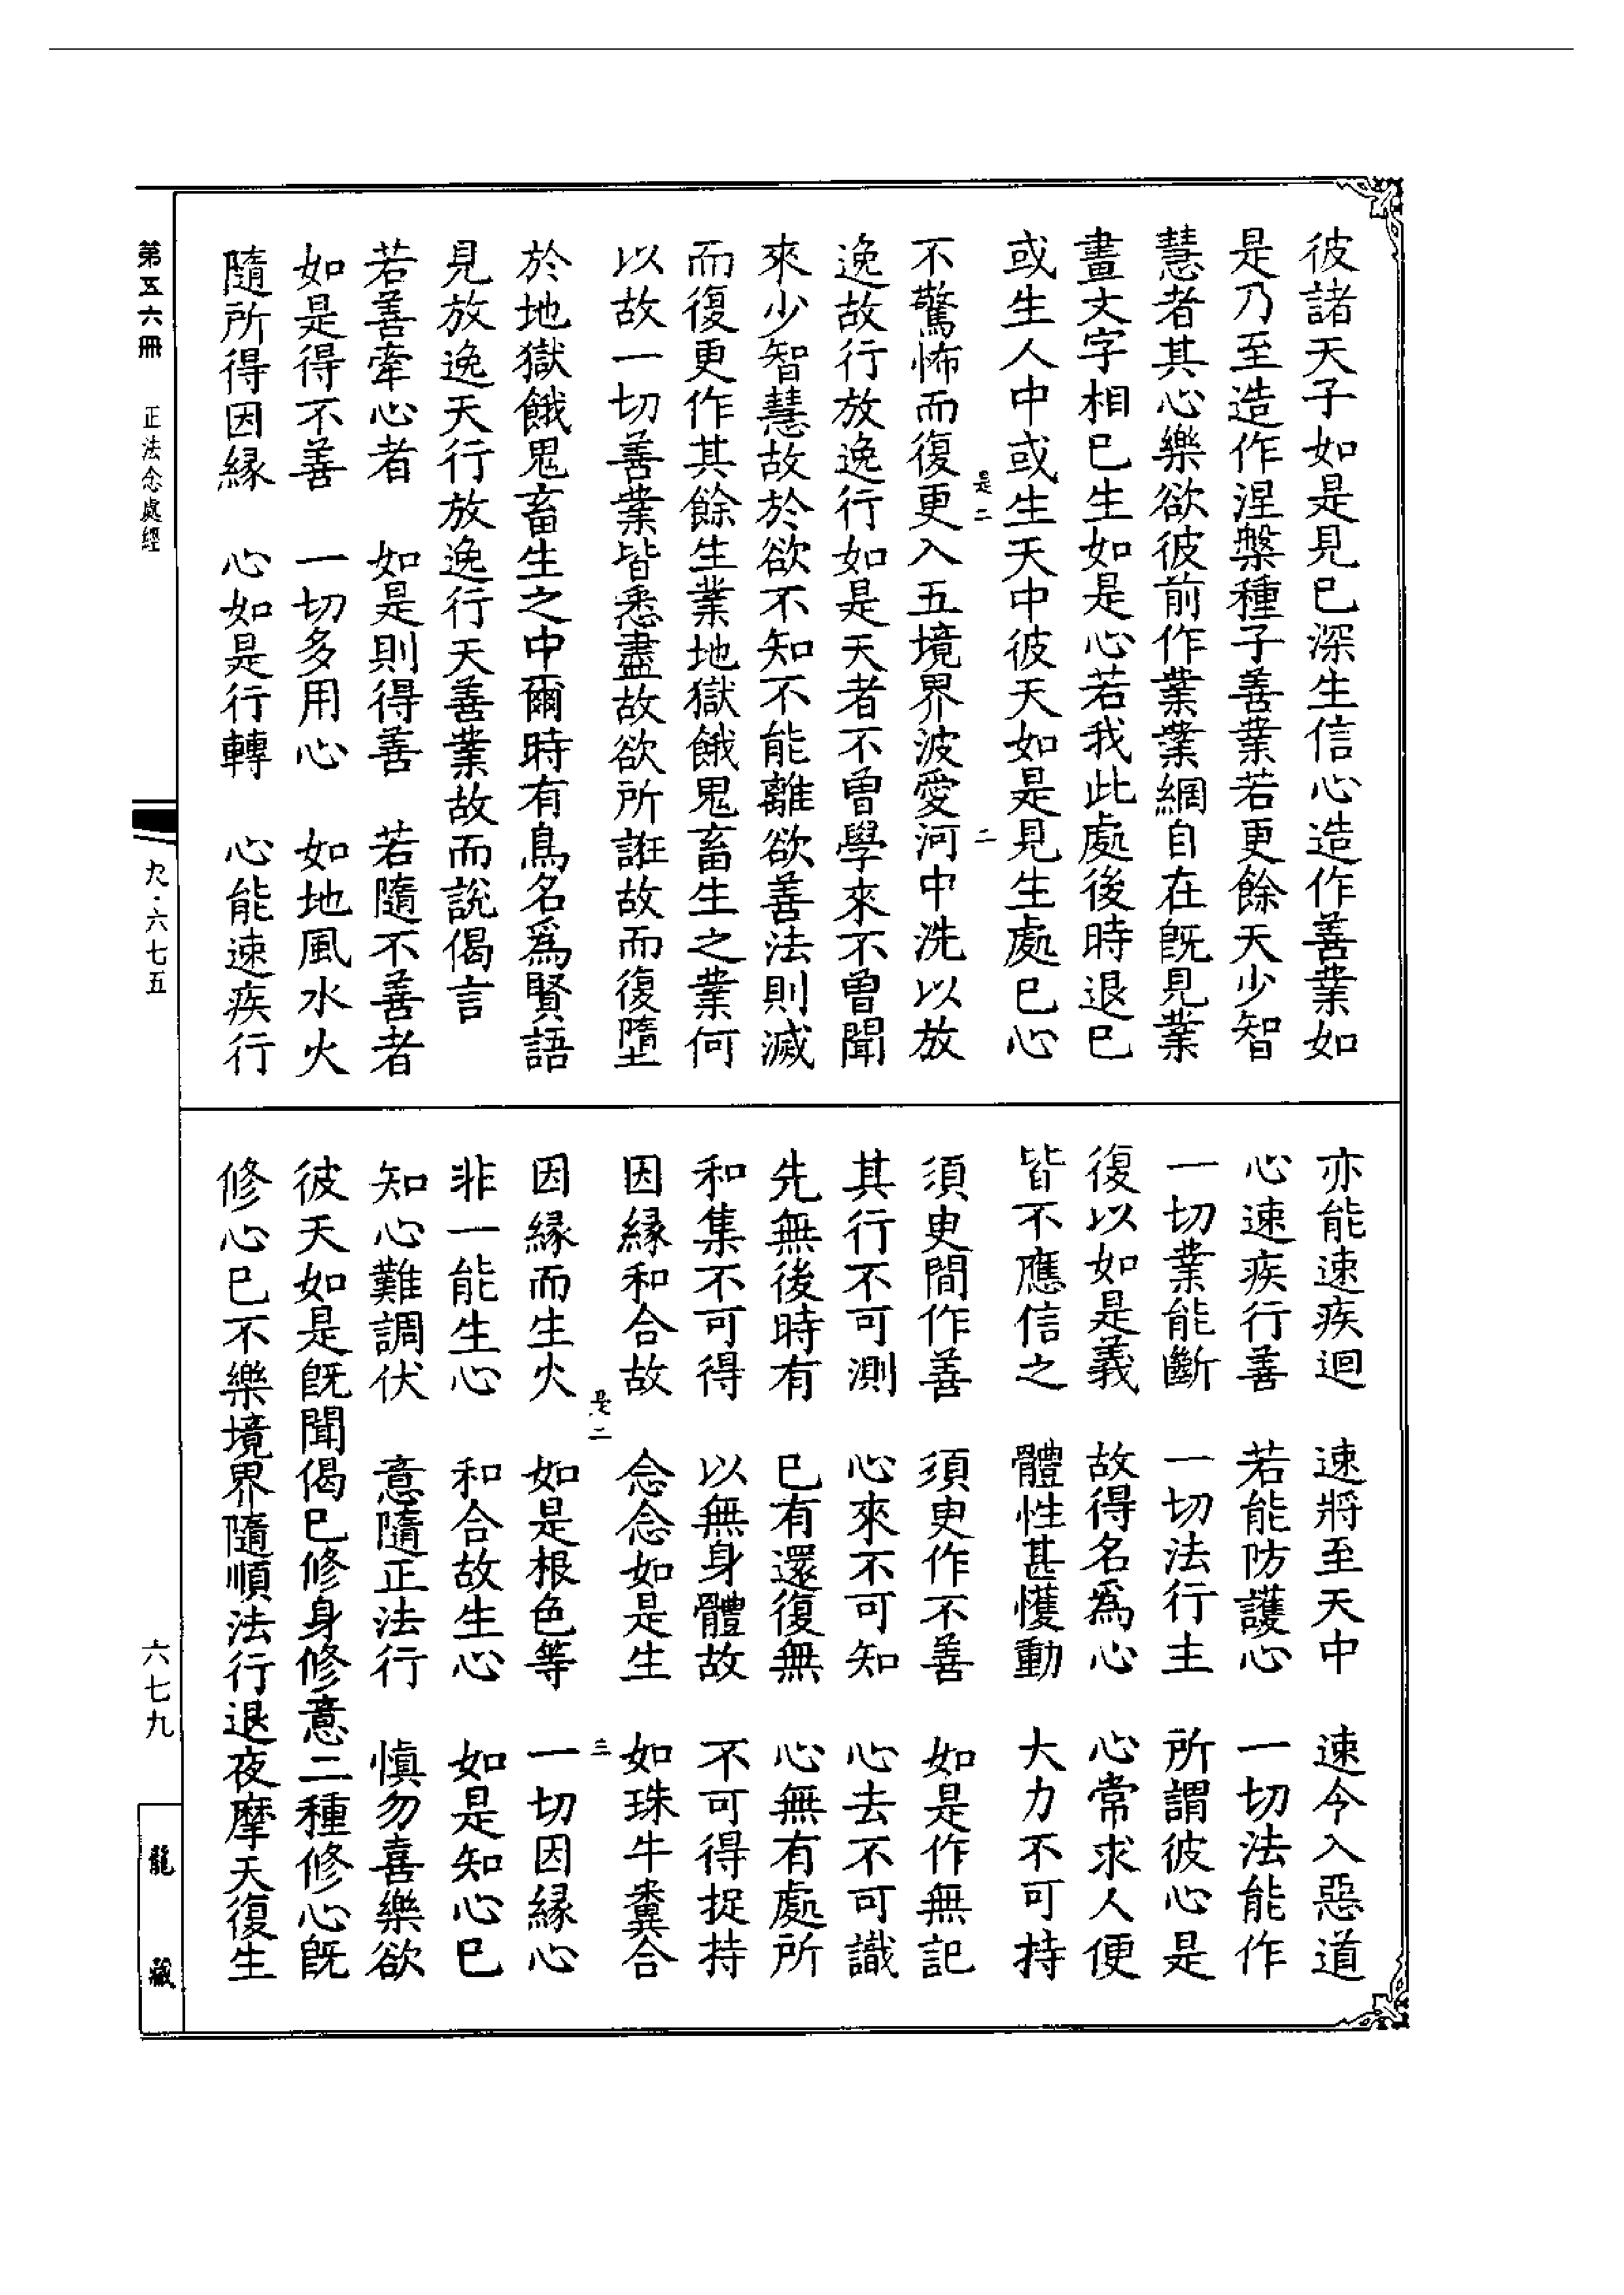 彼諸天子如是見已深生信心造作善業如
是乃至造作涅槃種子善業若更餘天少智
慧者其心樂欲彼前作業業網自在旣見業
畫文字相已生如是心若我此處後時退已
或生人中或生天中彼天如是見生處已心
是二
二
不驚怖而復更入五境界波愛河中洗以放
逸故行放逸行如是天者不曾學來不曾聞
來少智慧故於欲不知不能離欲善法則滅
而復更作其餘生業地獄餓鬼畜生之業何
以故一切善業皆悉盡故欲所誑故而復墮
於地獄餓鬼畜生之中爾時有鳥名爲賢語
見放逸天行放逸行天善業故而說偈言
若善牽心者　如是則得善　若隨不善者
如是得不善　一切多用心　如地風水火
隨所得因緣　心如是行轉　心能速疾行
亦能速疾迴　速將至天中　速令入惡道
心速疾行善　若能防護心　一切法能作
一切業能斷　一切法行主　所謂彼心是
復以如是義　故得名爲心　心常求人便
皆不應信之　體性甚㦜動　大力不可持
須臾間作善　須臾作不善　如是作無記
其行不可測　心來不可知　心去不可識
先無後時有　已有還復無　心無有處所
和集不可得　以無身體故　不可得捉持
因緣和合故　念念如是生　如珠牛糞合
是二
三
因緣而生火　如是根色等　一切因緣心
非一能生心　和合故生心　如是知心已
知心難調伏　意隨正法行　愼勿喜樂欲
彼天如是旣聞偈已修身修意二種修心旣
修心已不樂境界隨順法行退夜摩天復生
第五六冊　正法念處經
九·六七五
六七九
龍藏